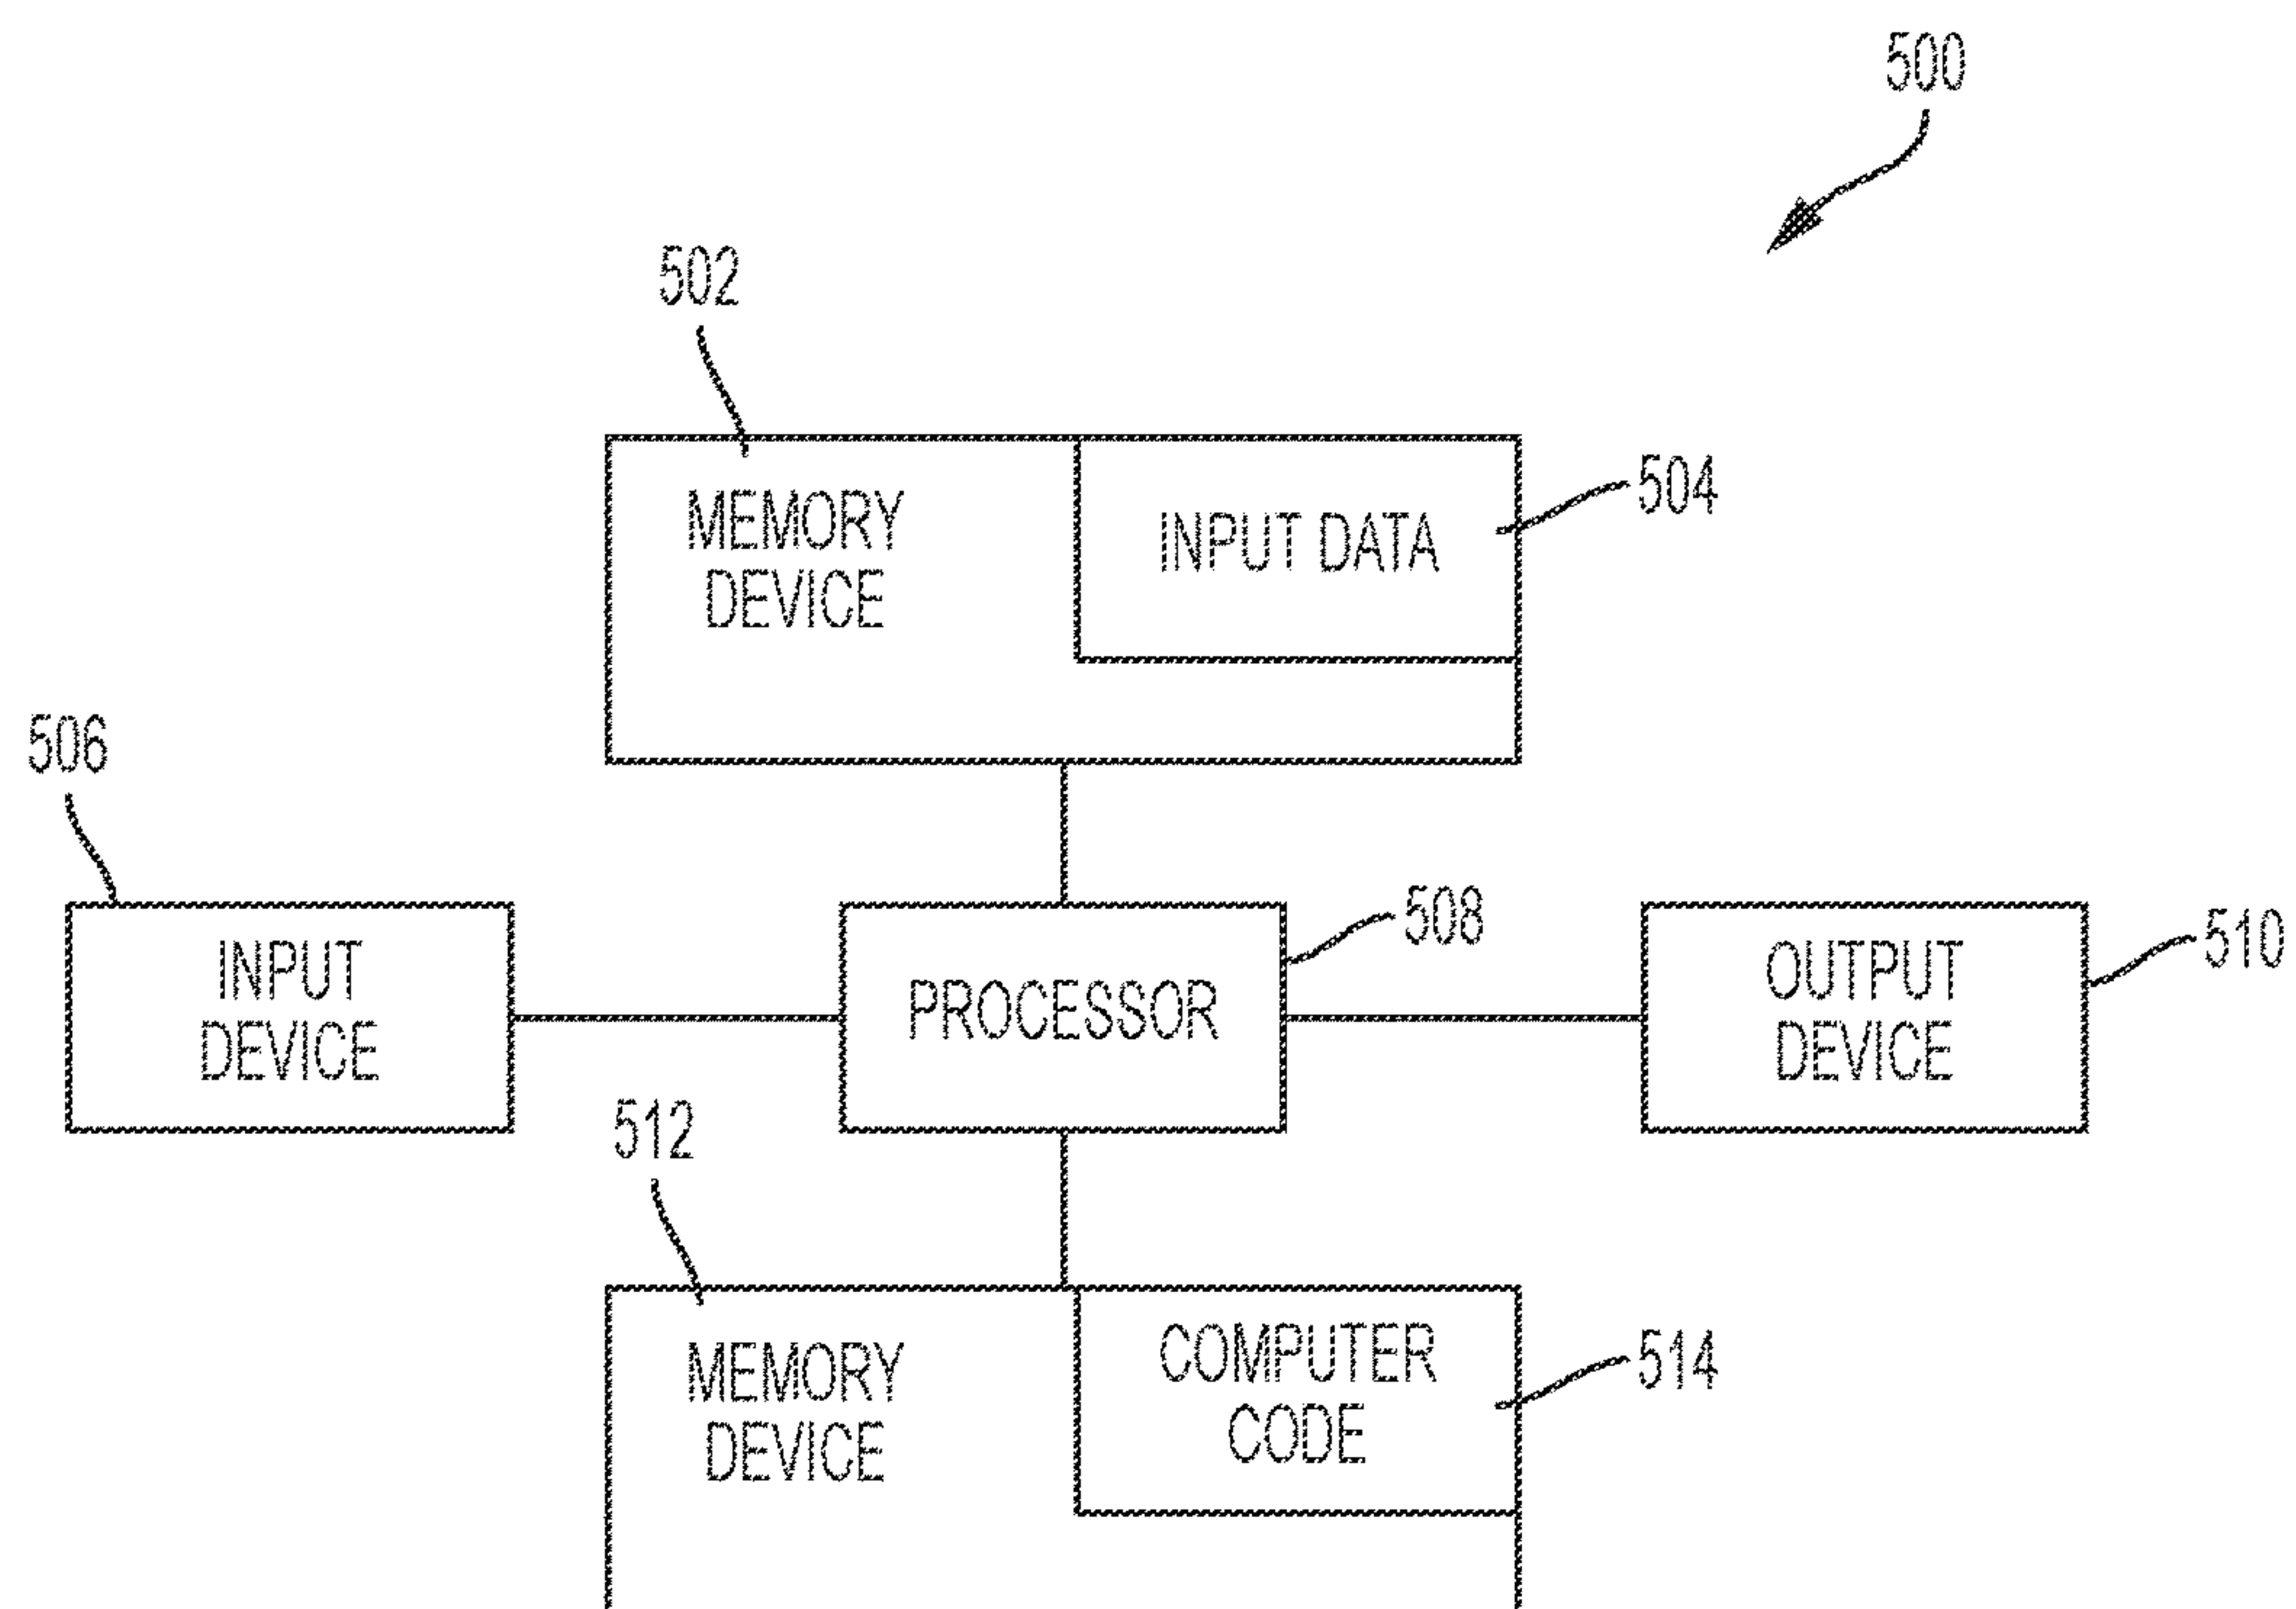 500
502
MEMORY
DEVICE
INPUT DATA
504
506
INPUT
DEVICE
PROCESSOR
508
OUTPUT
DEVICE
510
512
MEMORY
DEVICE
COMPUTER
CODE
514